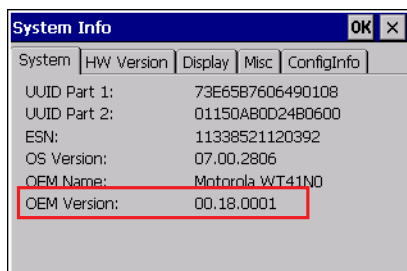 System Info OK ×
System HW Version Display Misc ConfigInfo
UUID Part 1: 73E65B7606490108
UUID Part 2: 01150AB0D24B0600
ESN: 11338521120392
OS Version: 07.00.2806
OEM Name: Motorola WT41N0
OEM Version: 00.18.0001